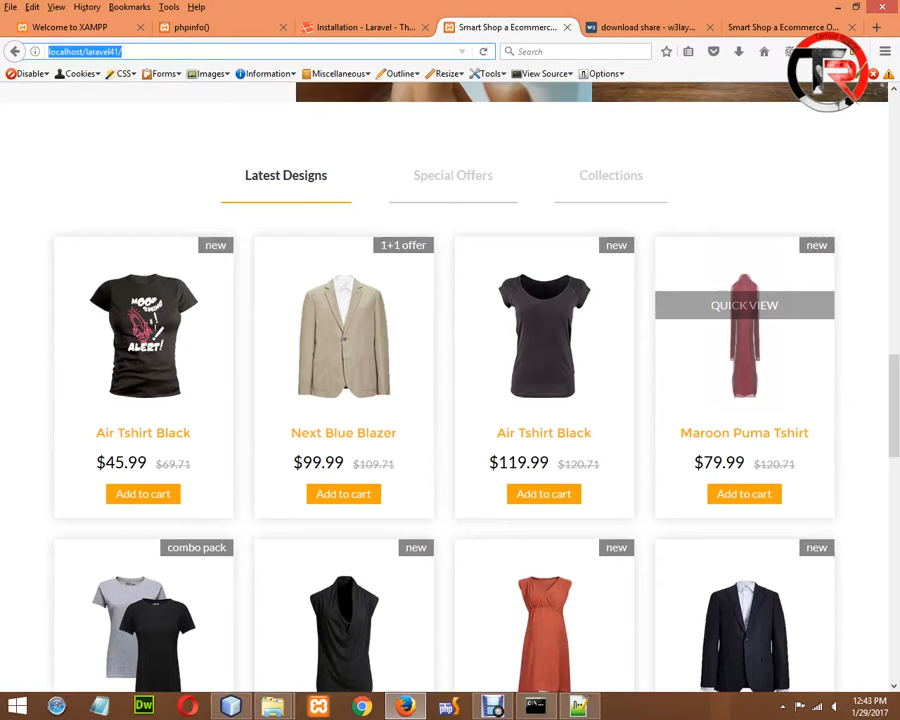 File Edit View History Bookmarks Tools Help
Welcome to XAMPP
phpinfo()
Installation - Laravel - Th...
Smart Shop a Ecommerc...
download share - w3lay...
Smart Shop a Ecommerce O...
localhost/laravel41/
Search
Disable Cookies CSS Forms Images Information Miscellaneous Outline Resize Tools View Source Options
Latest Designs Special Offers Collections
new 1+1 offer new new
MOOD
ALERT!
QUICK VIEW
Air Tshirt Black Next Blue Blazer Air Tshirt Black Maroon Puma Tshirt
$45.99 $69.71 $99.99 $109.71 $119.99 $120.71 $79.99 $120.71
Add to cart Add to cart Add to cart Add to cart
combo pack new new new
Dw
php
12:43 PM
1/29/2017